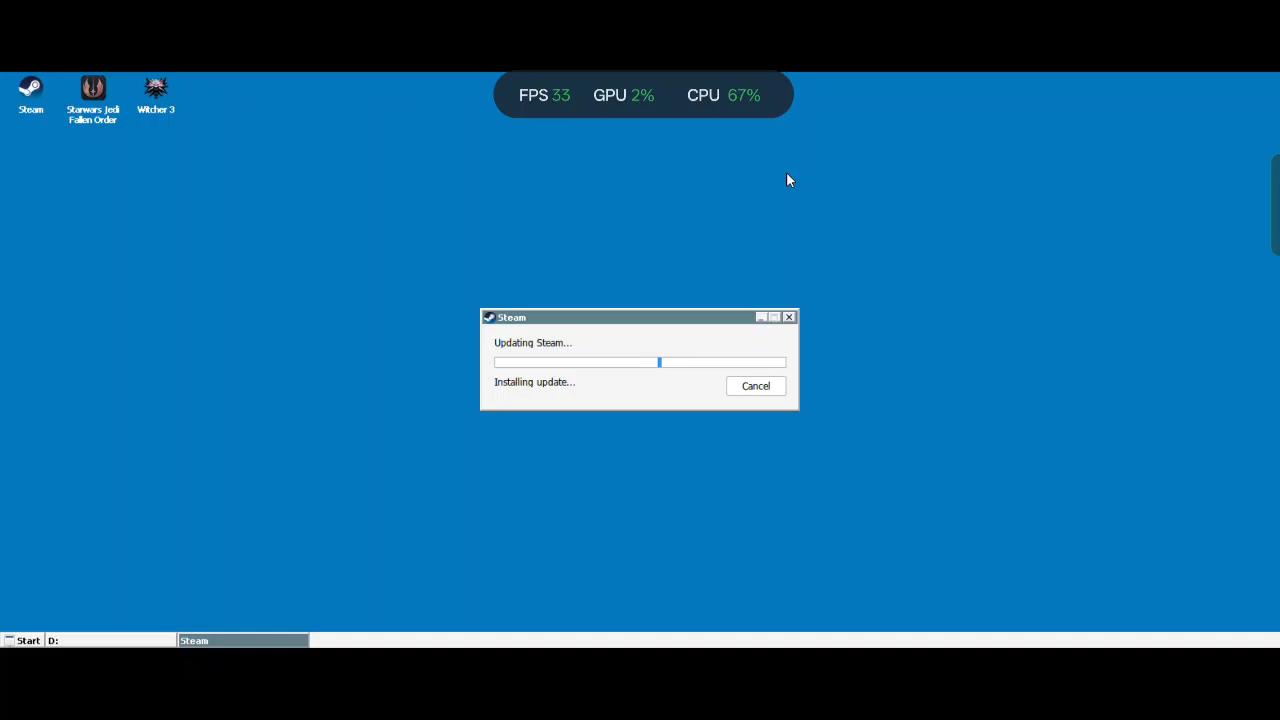 FPS 33 GPU 2% CPU 67%
Steam
Starwars Jedi
Fallen Order
Witcher 3
Steam
Updating Steam...
Installing update...
Cancel
Start
D:
Steam